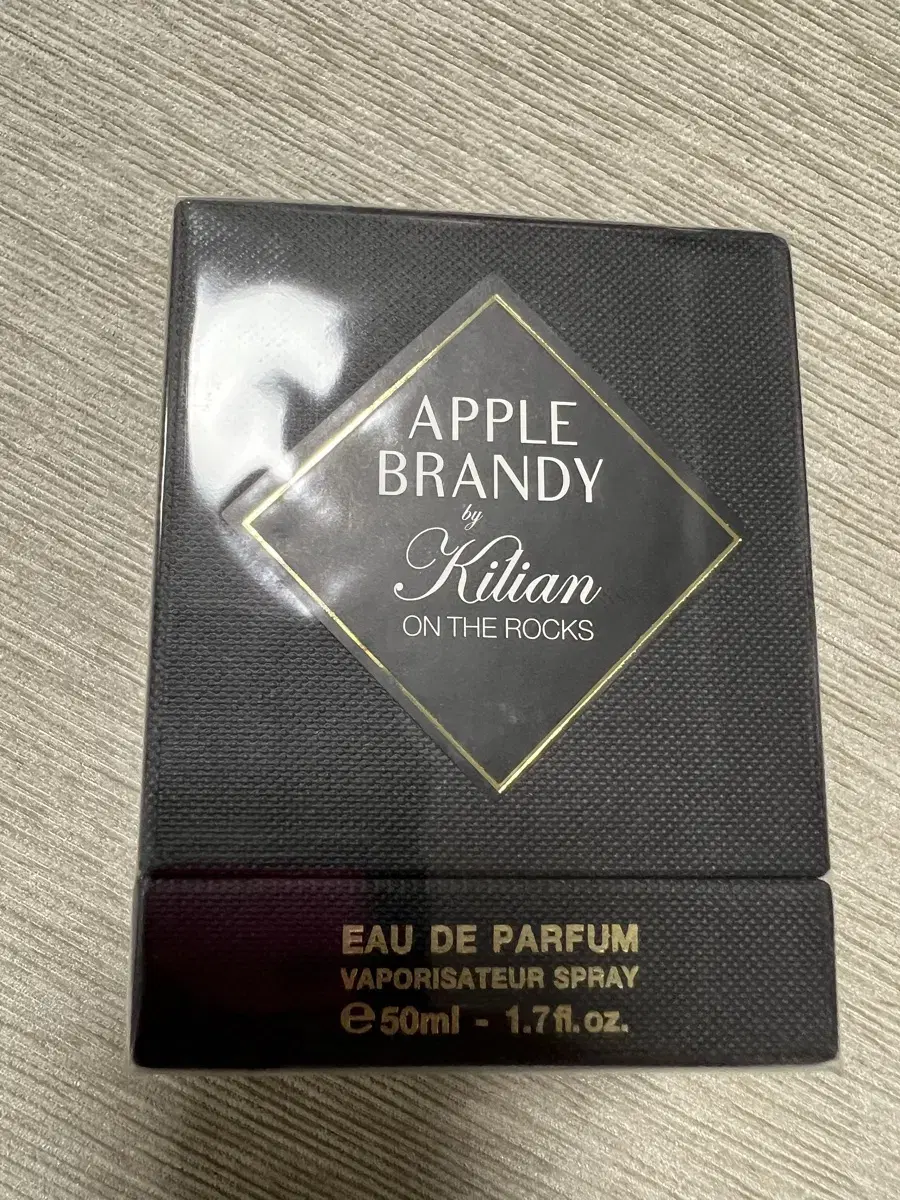 APPLE
BRANDY
by
Kilian
ON THE ROCKS
EAU DE PARFUM
VAPORISATEUR SPRAY
℮50ml - 1.7fl.oz.